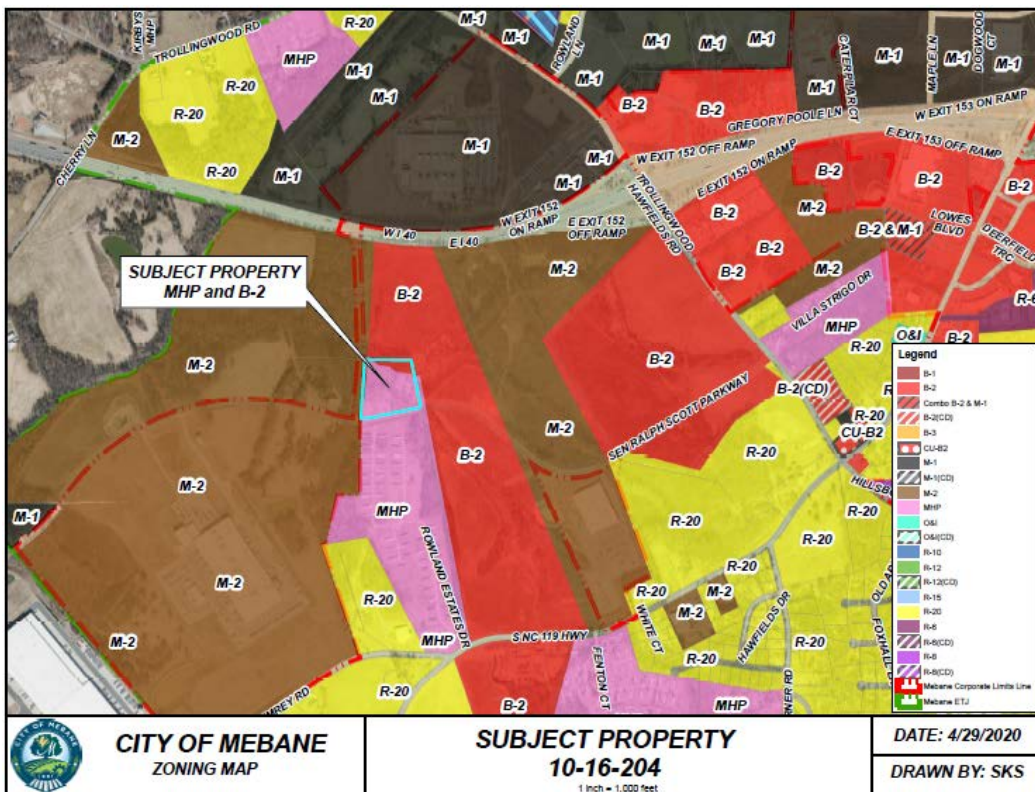 KIRBYS MHP
TROLLINGWOOD RD
R-20
MHP
M-1
M-1
ROWLAND LN
M-1
M-1
M-1
M-1
CATERPILLAR CT
M-1
MAPLE LN
M-1
DOGWOOD CT
M-1
R-20
R-20
M-1
M-1
M-1
B-2
B-2
GREGORY POOLE LN
W EXIT 153 ON RAMP
M-2
CHERRY LN
R-20
M-1
M-1
M-1
W EXIT 152 OFF RAMP
E EXIT 152 ON RAMP
E EXIT 153 OFF RAMP
B-2
B-2
B-2
W I 40
E I 40
W EXIT 152 ON RAMP
E EXIT 152 OFF RAMP
TROLLINGWOOD HAWFIELDS RD
B-2
M-2
B-2 & M-1
LOWES BLVD
DEERFIELD TRC
SUBJECT PROPERTY
MHP and B-2
B-2
M-2
B-2
B-2
M-2
VILLA STRIGO DR
MHP
R-6
O&I
B-2
R-20
M-2
B-2
B-2(CD)
R-20
CU-B2
M-2
SEN RALPH SCOTT PARKWAY
B-2
R-20
M-2
M-1
MHP
R-20
R-20
M-2
ROWLAND ESTATES DR
R-20
R-20
R-20
M-2
M-2
WHITE CT
HAWFIELDS DR
M-2
MHP
S NC 119 HWY
R-20
R-20
R-20
FENTON CT
B-2
MHP
Legend
B-1
B-2
Combo B-2 & M-1
B-2(CD)
B-3
CU-B2
M-1
M-1(CD)
M-2
MHP
O&I
O&I(CD)
R-10
R-12
R-12(CD)
R-15
R-20
R-6
R-6(CD)
R-8
R-8(CD)
Mebane Corporate Limits Line
Mebane ETJ
CITY OF MEBANE
ZONING MAP
SUBJECT PROPERTY
10-16-204
1 inch = 1,000 feet
DATE: 4/29/2020
DRAWN BY: SKS